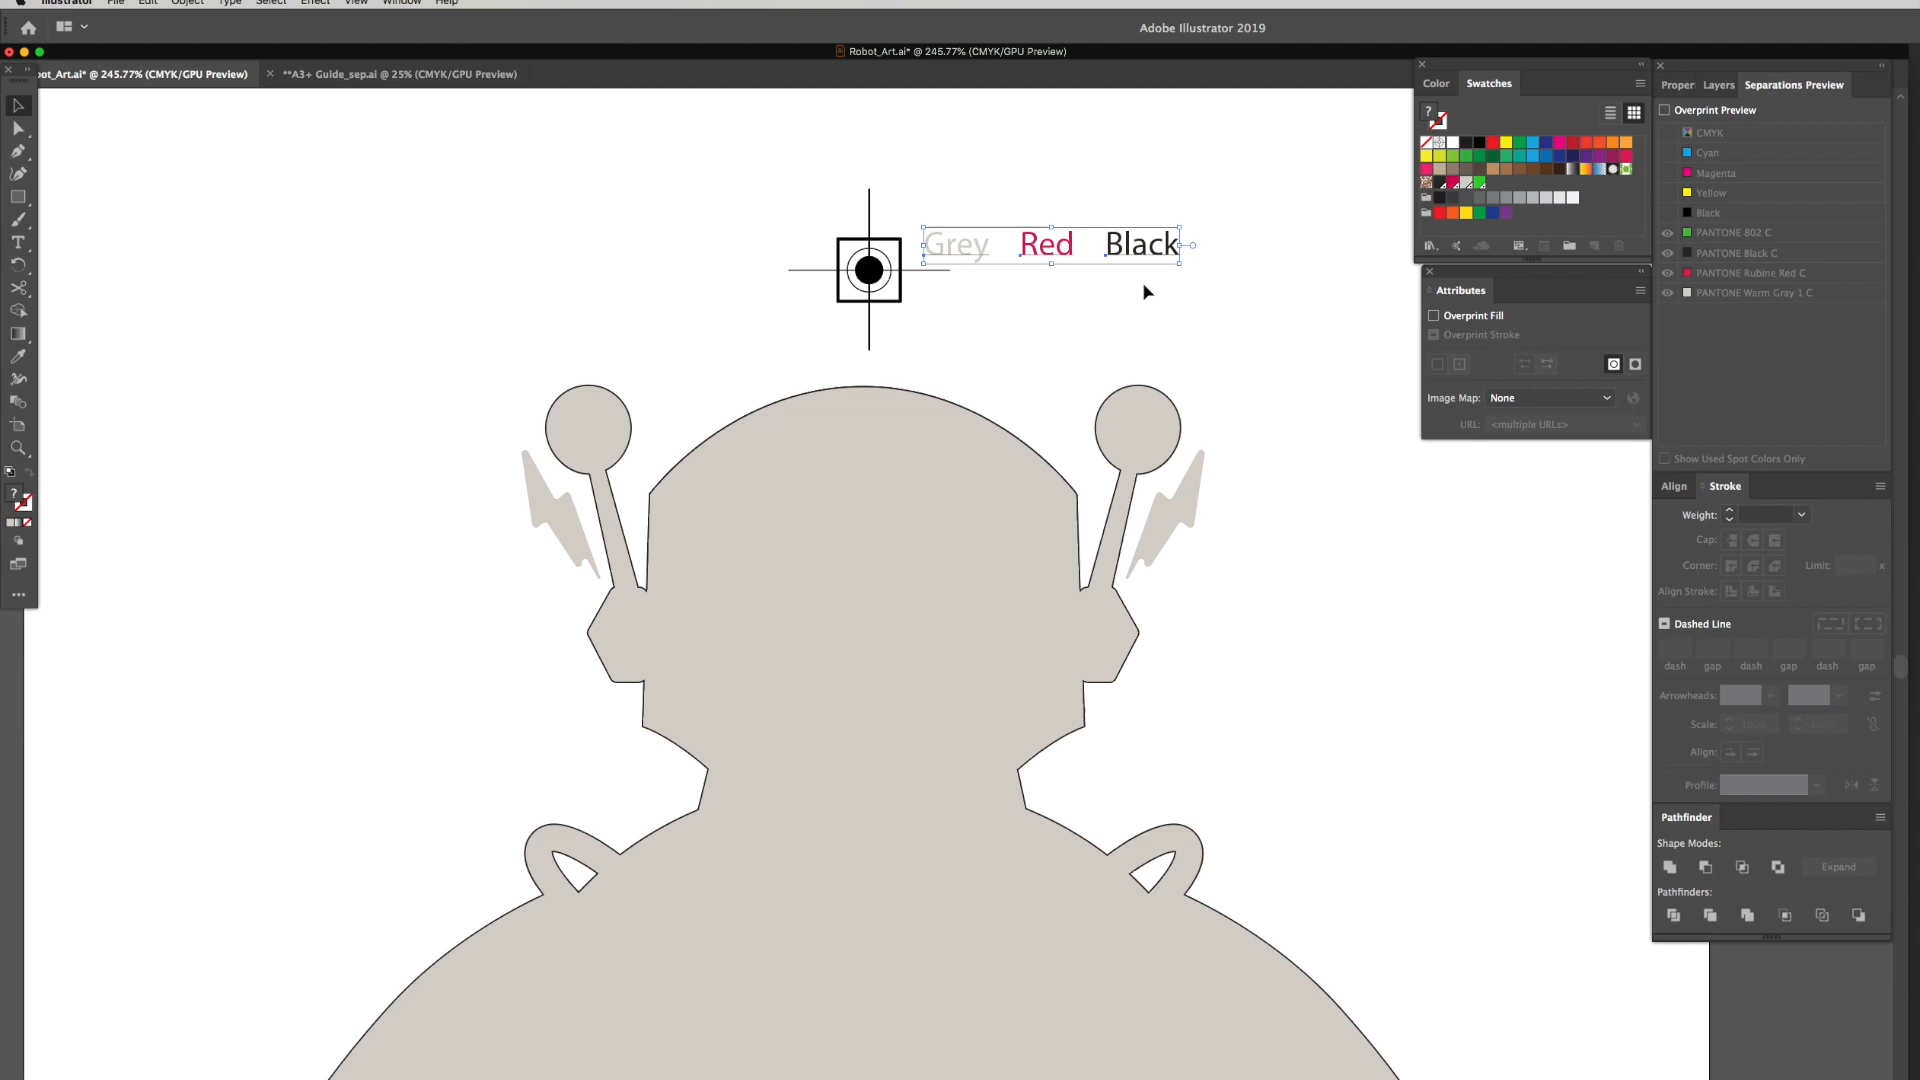 Illustrator File Edit Object Type Select Effect View Window Help
Adobe Illustrator 2019
Robot_Art.ai* @ 245.77% (CMYK/GPU Preview)
bot_Art.ai* @ 245.77% (CMYK/GPU Preview) **A3+ Guide_sep.ai @ 25% (CMYK/GPU Preview)
Grey Red Black
Color Swatches
Attributes
Overprint Fill
Overprint Stroke
Image Map: None
URL: <multiple URLs>
Proper Layers Separations Preview
Overprint Preview
CMYK
Cyan
Magenta
Yellow
Black
PANTONE 802 C
PANTONE Black C
PANTONE Rubine Red C
PANTONE Warm Gray 1 C
Show Used Spot Colors Only
Align Stroke
Weight:
Cap:
Corner: Limit: x
Align Stroke:
Dashed Line
dash gap dash gap dash gap
Arrowheads:
Scale: 100% 100%
Align:
Profile:
Pathfinder
Shape Modes:
Expand
Pathfinders: